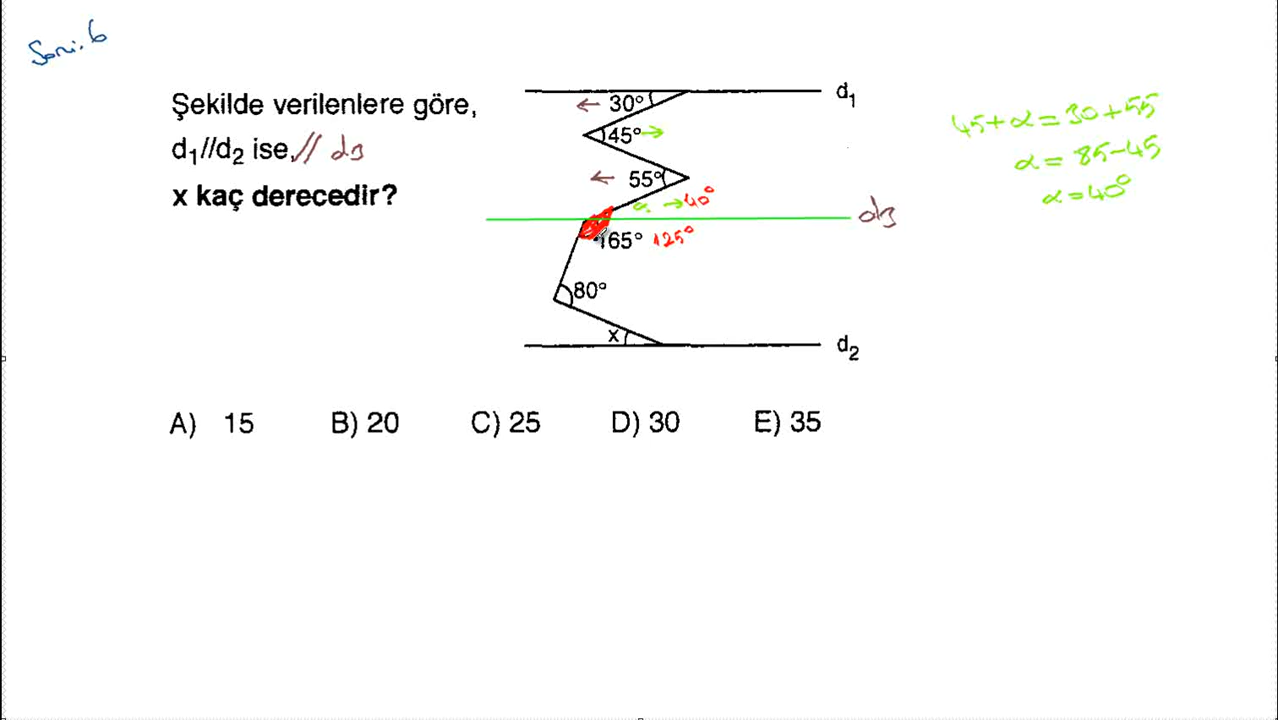 Soru: 6
Şekilde verilenlere göre,
d₁//d₂ ise, // d₃
x kaç derecedir?
30° d₁
45°
55°
α → 40°
d₃
165° 125°
80°
x d₂
45+α = 30+55
α = 85-45
α = 40°
A) 15 B) 20 C) 25 D) 30 E) 35